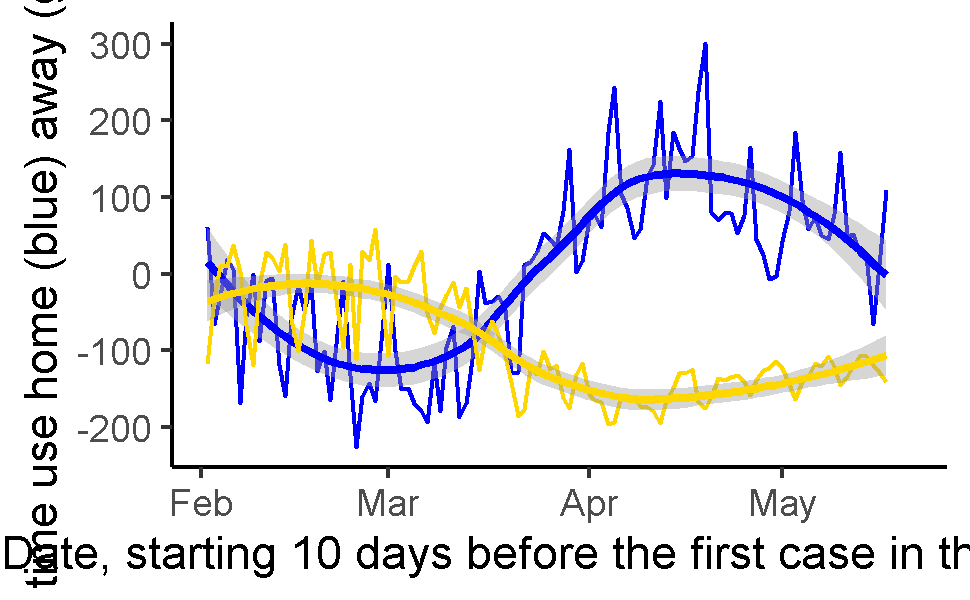 time use home (blue) away (
300
200
100
0
-100
-200
Feb Mar Apr May
Date, starting 10 days before the first case in th